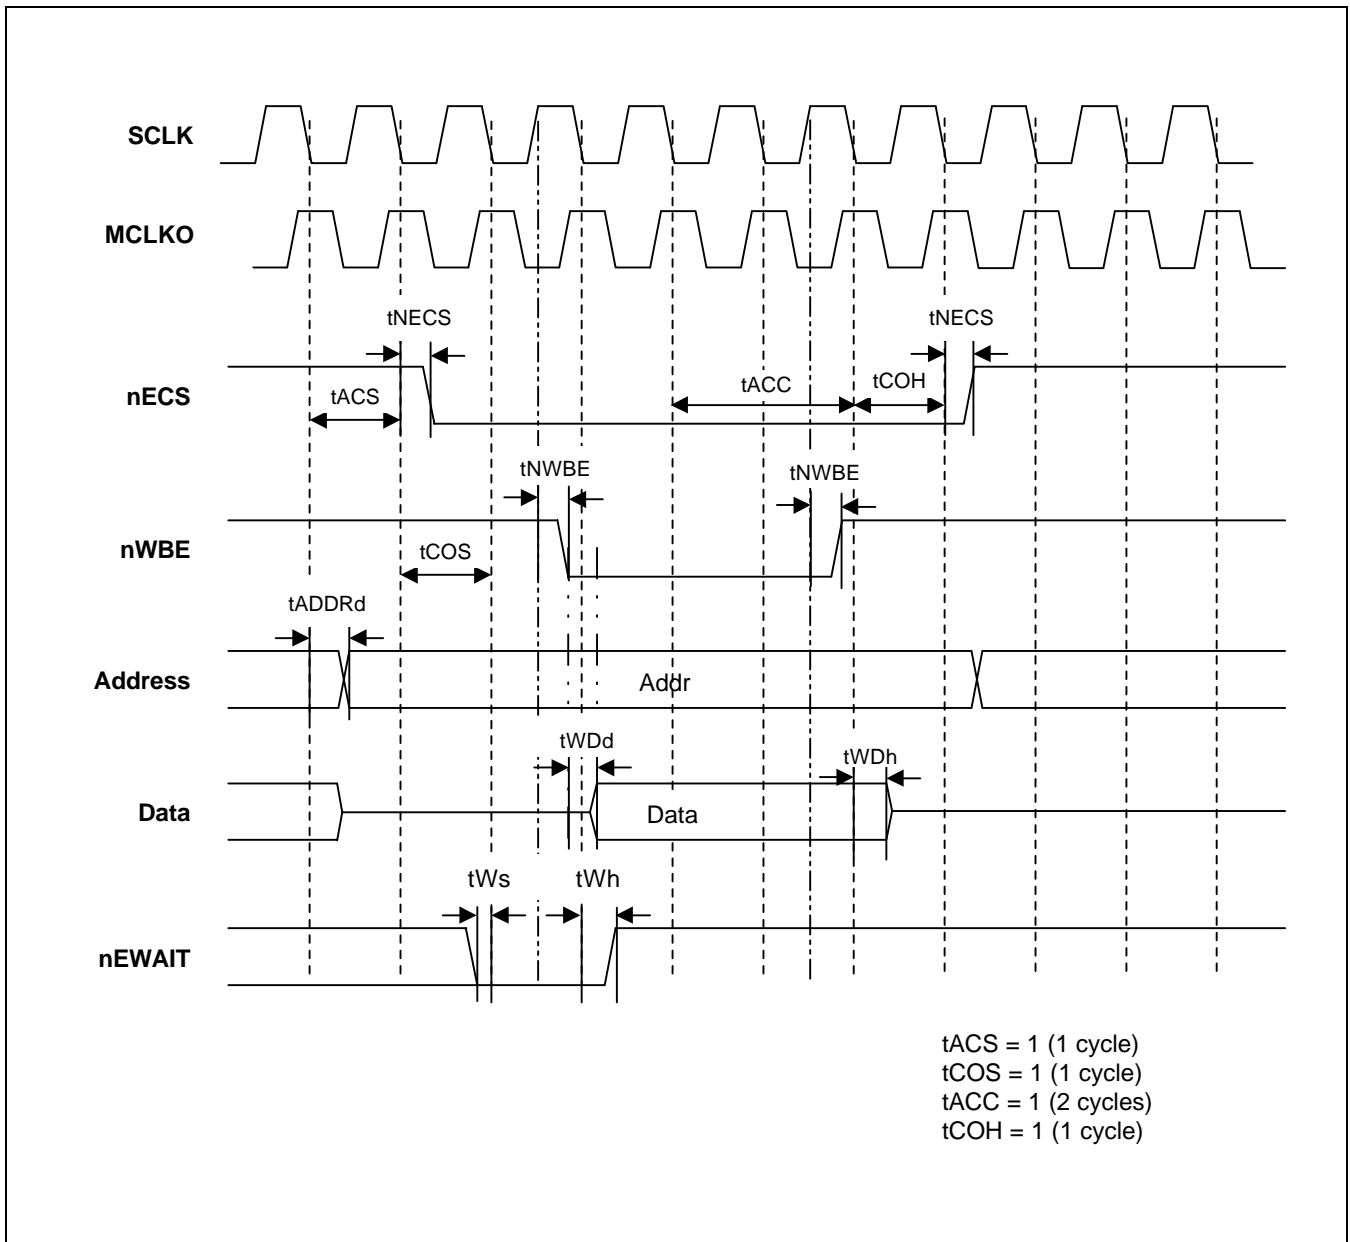 SCLK
MCLKO
tNECS
tNECS
nECS
tACS
tACC
tCOH
tNWBE
tNWBE
nWBE
tCOS
tADDRd
Address
Addr
tWDd
tWDh
Data
Data
tWs
tWh
nEWAIT
tACS = 1 (1 cycle)
tCOS = 1 (1 cycle)
tACC = 1 (2 cycles)
tCOH = 1 (1 cycle)